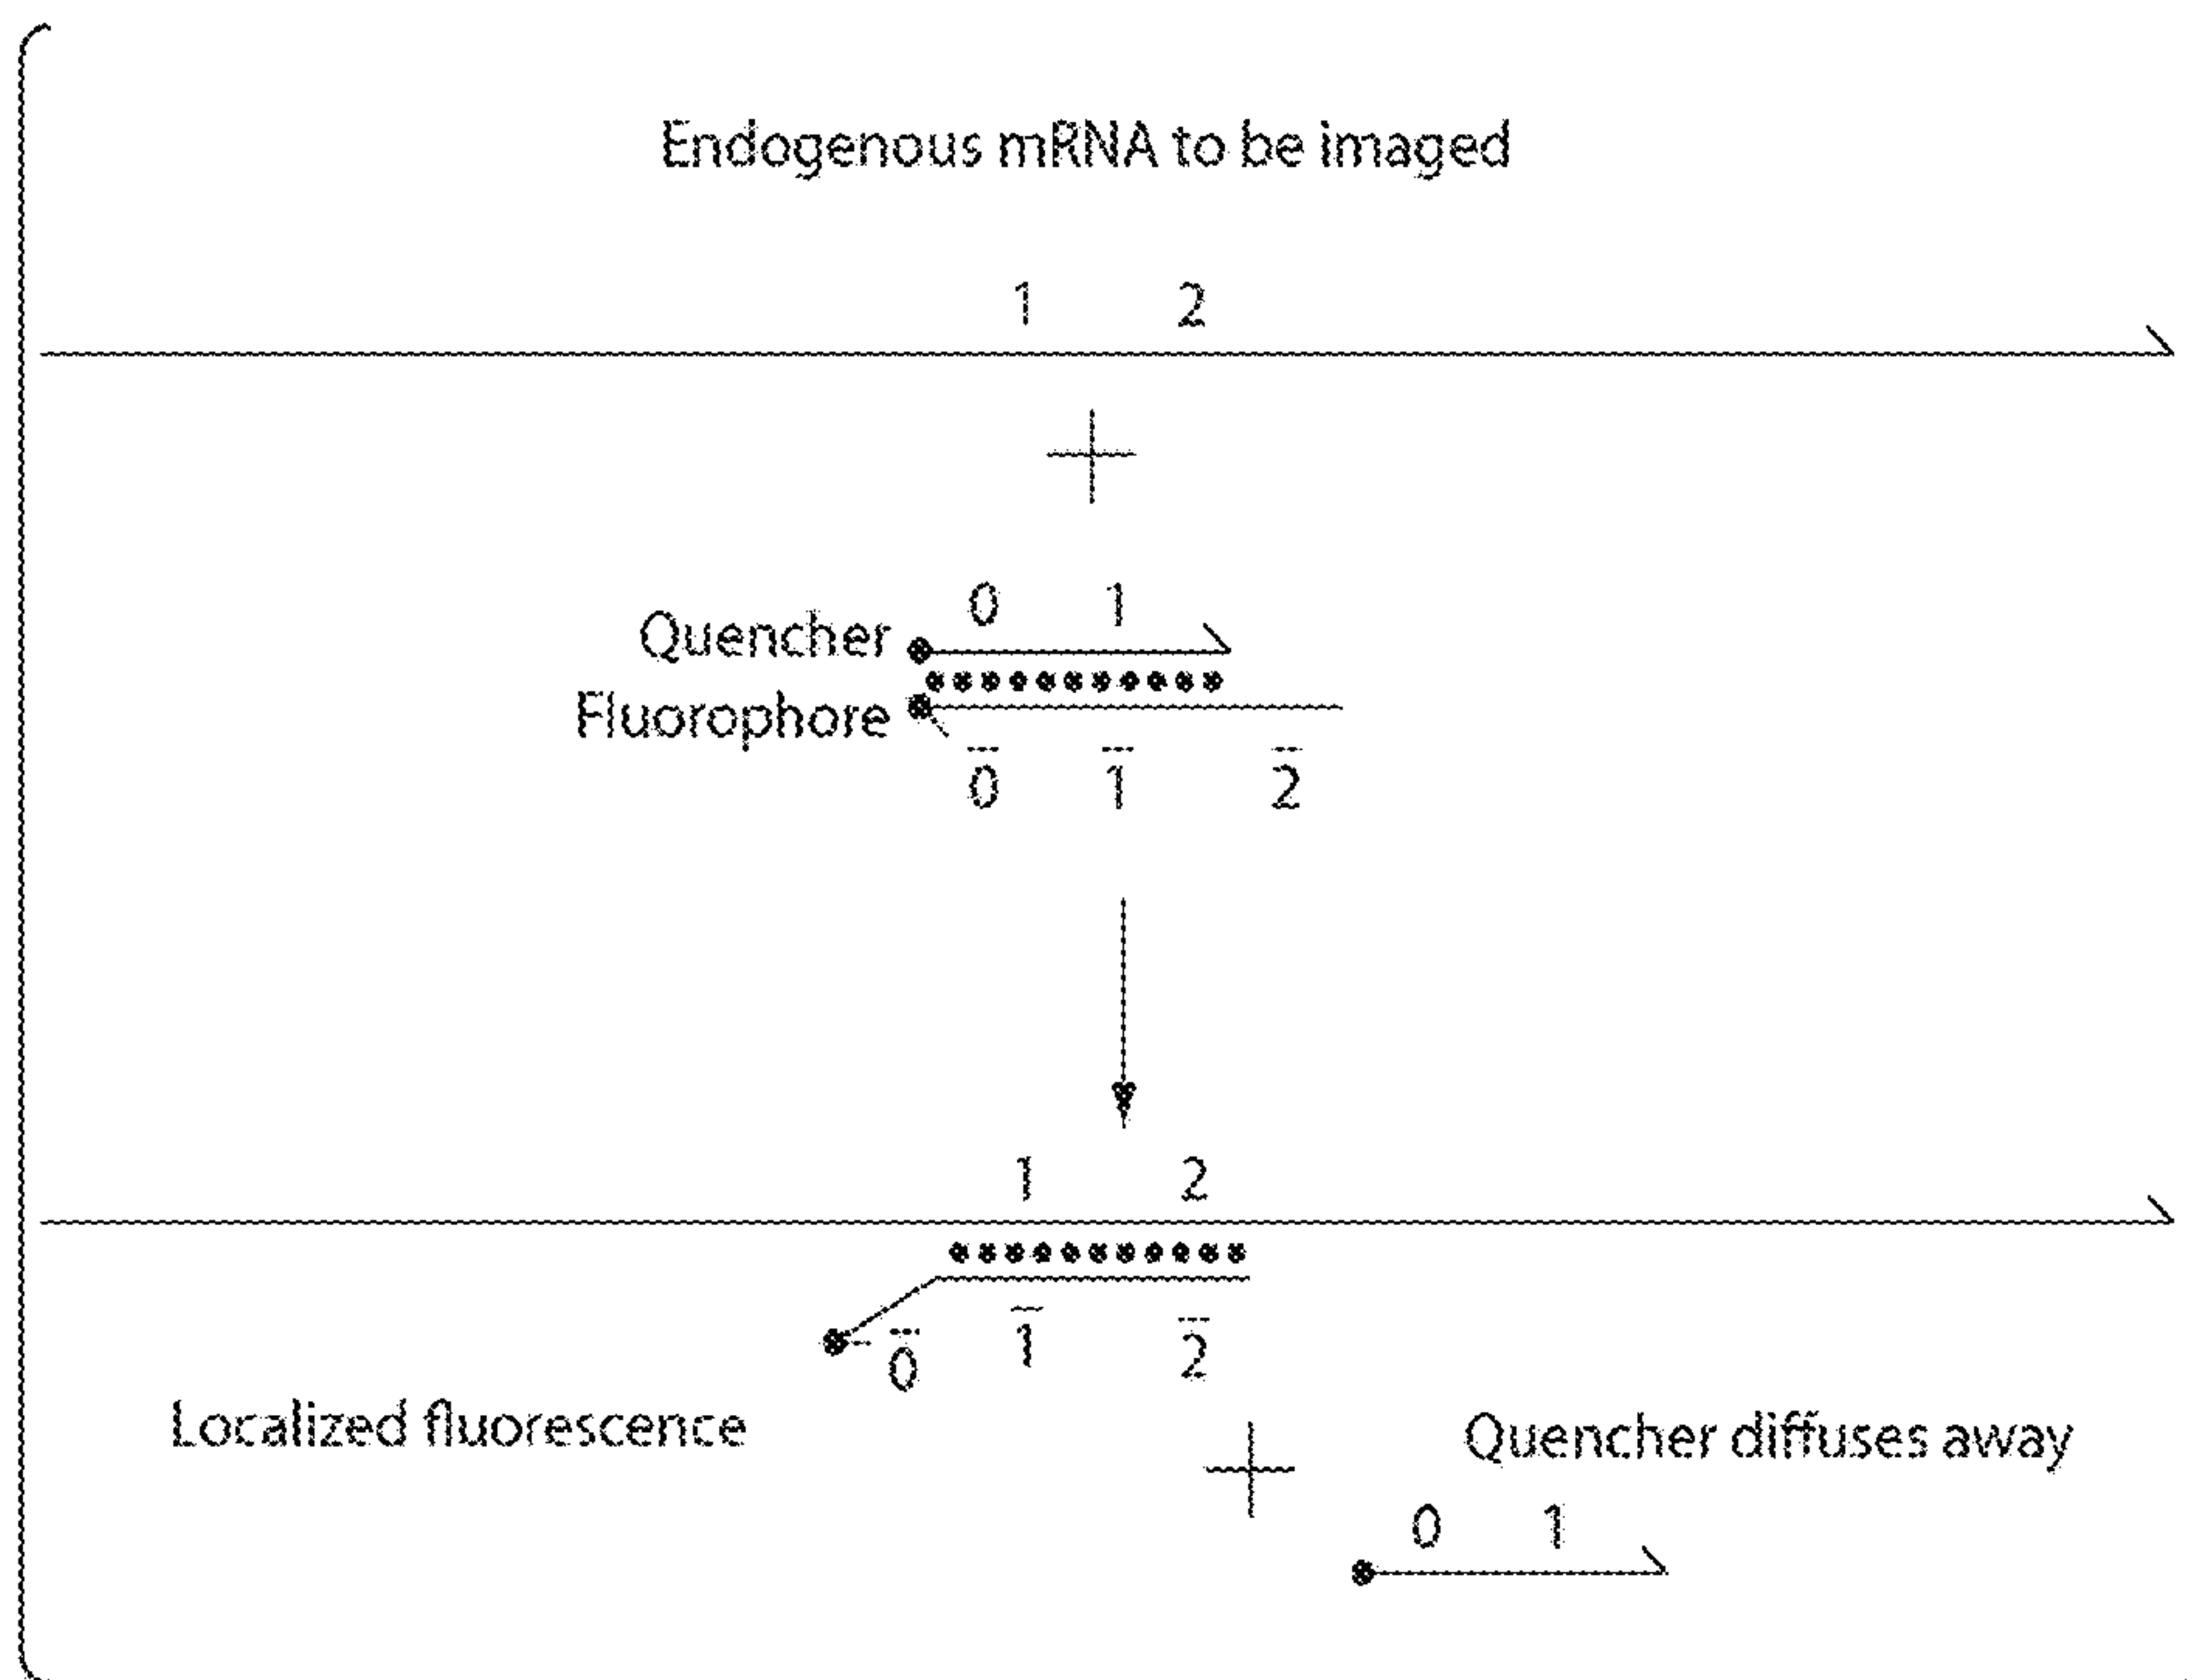 Endogenous mRNA to be imaged
1 2
0 1
Quencher
Fluorophore
0̅ 1̅ 2̅
1 2
0̅ 1̅ 2̅
Localized fluorescence
Quencher diffuses away
0 1